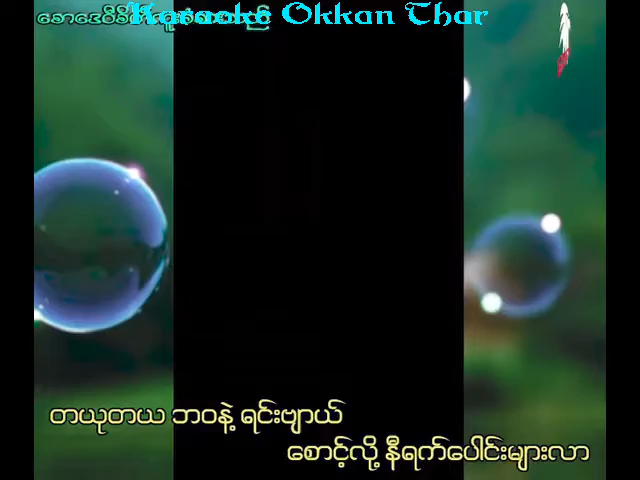 Karaoke Okkan Thar
တယုတယ ဘဝနဲ့ ရင်းဗျာယ်
စောင့်လို့ နီရက်ပေါင်းများလာ